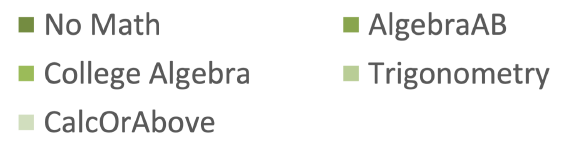 No Math
AlgebraAB
College Algebra
Trigonometry
CalcOrAbove